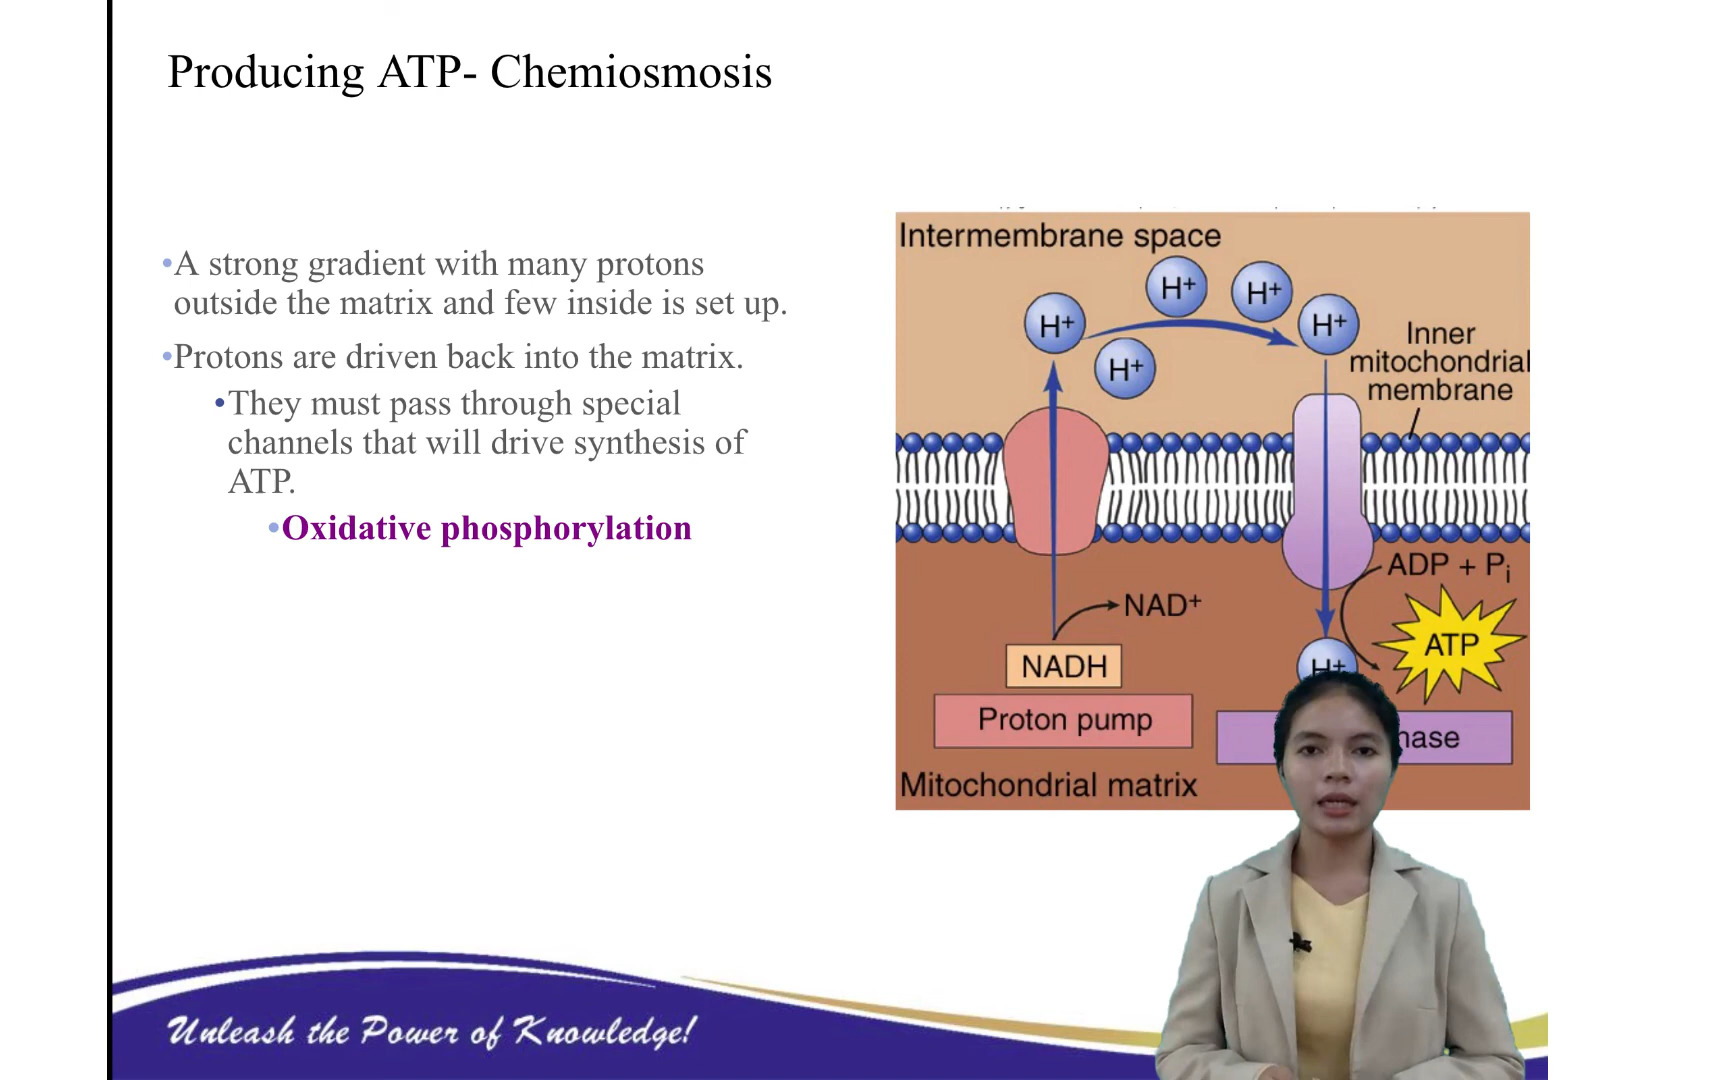 Producing ATP- Chemiosmosis
•A strong gradient with many protons
outside the matrix and few inside is set up.
•Protons are driven back into the matrix.
•They must pass through special
channels that will drive synthesis of
ATP.
•Oxidative phosphorylation
Intermembrane space
H+ H+
H+ H+
H+
Inner
mitochondrial
membrane
ADP + Pi
NAD+
ATP
NADH
H+
Proton pump
Mitochondrial matrix
Unleash the Power of Knowledge!